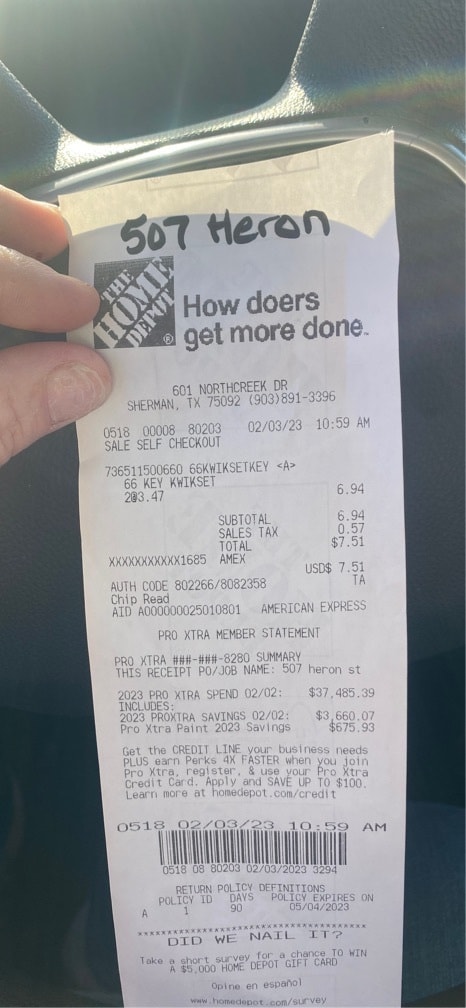 507 Heron
THE
HOME
DEPOT
®
How doers
get more done.
601 NORTHCREEK DR
SHERMAN, TX 75092 (903)891-3396
0518 00008 80203 02/03/23 10:59 AM
SALE SELF CHECKOUT
736511500660 66KWIKSETKEY <A>
66 KEY KWIKSET
2@3.47 6.94
SUBTOTAL 6.94
SALES TAX 0.57
TOTAL $7.51
XXXXXXXXXXX1685 AMEX
USD$ 7.51
AUTH CODE 802266/8082358 TA
Chip Read
AID A000000025010801 AMERICAN EXPRESS
PRO XTRA MEMBER STATEMENT
PRO XTRA ###-###-8280 SUMMARY
THIS RECEIPT PO/JOB NAME: 507 heron st
2023 PRO XTRA SPEND 02/02: $37,485.39
INCLUDES:
2023 PROXTRA SAVINGS 02/02: $3,660.07
Pro Xtra Paint 2023 Savings $675.93
Get the CREDIT LINE your business needs
PLUS earn Perks 4X FASTER when you join
Pro Xtra, register, & use your Pro Xtra
Credit Card. Apply and SAVE UP TO $100.
Learn more at homedepot.com/credit
0518 02/03/23 10:59 AM
0518 08 80203 02/03/2023 3294
RETURN POLICY DEFINITIONS
POLICY ID DAYS POLICY EXPIRES ON
A 1 90 05/04/2023
DID WE NAIL IT?
Take a short survey for a chance TO WIN
A $5,000 HOME DEPOT GIFT CARD
Opine en español
www.homedepot.com/survey